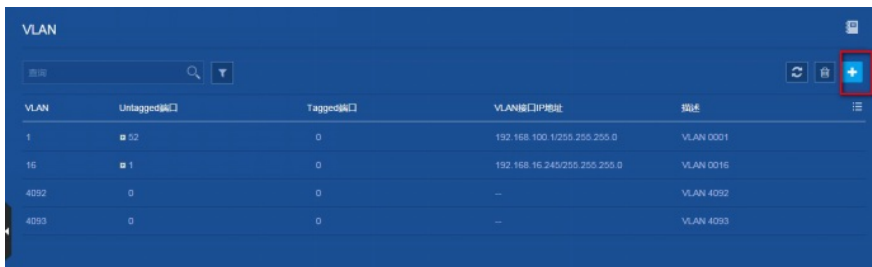 VLAN
查询
VLAN Untagged端口 Tagged端口 VLAN接口IP地址 描述
1 52 0 192.168.100.1/255.255.255.0 VLAN 0001
16 1 0 192.168.16.245/255.255.255.0 VLAN 0016
4092 0 0 -- VLAN 4092
4093 0 0 -- VLAN 4093